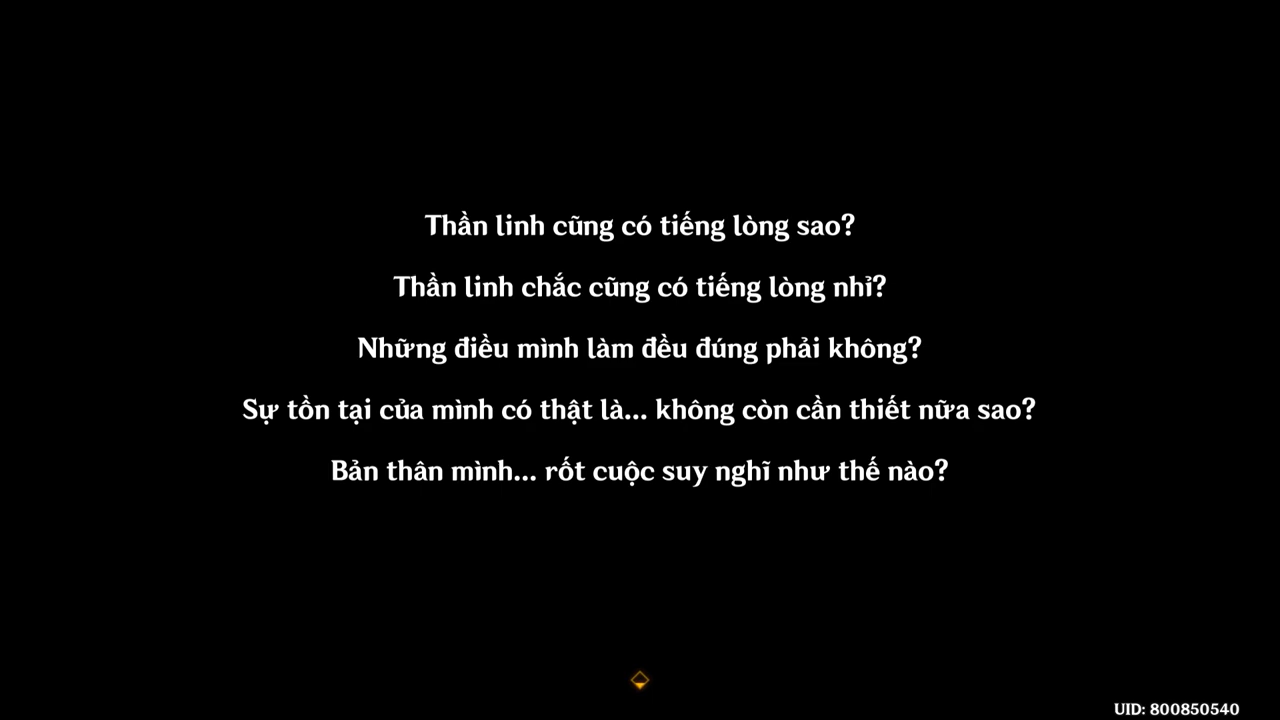 Thần linh cũng có tiếng lòng sao?
Thần linh chắc cũng có tiếng lòng nhỉ?
Những điều mình làm đều đúng phải không?
Sự tồn tại của mình có thật là... không còn cần thiết nữa sao?
Bản thân mình... rốt cuộc suy nghĩ như thế nào?
UID: 800850540